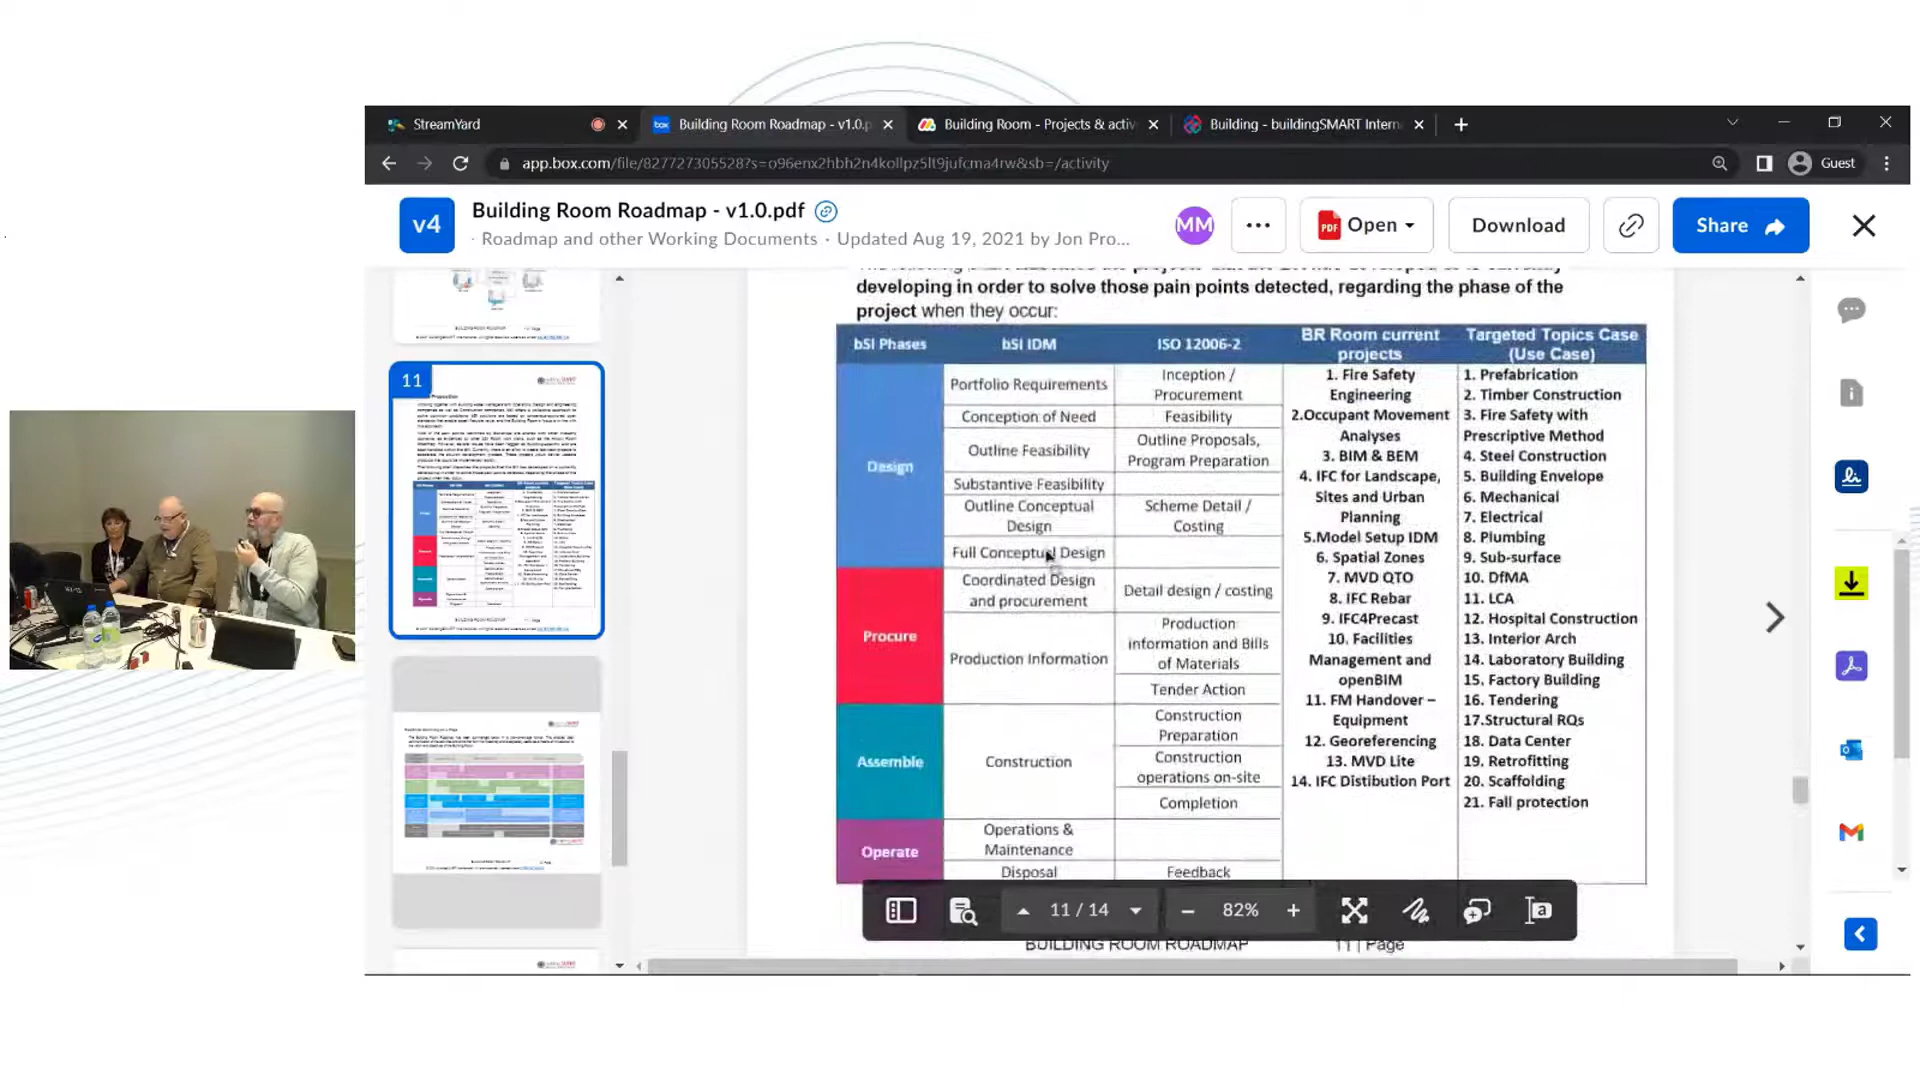 StreamYard
Building Room Roadmap - v1.0.p
Building Room - Projects & activ
Building - buildingSMART Intern
app.box.com/file/827727305528?s=o96enx2hbh2n4kollpz5lt9jufcma4rw&sb=/activity
Guest
v4
Building Room Roadmap - v1.0.pdf
· Roadmap and other Working Documents · Updated Aug 19, 2021 by Jon Pro...
MM
PDF
Open
Download
Share
11
developing in order to solve those pain points detected, regarding the phase of the
project when they occur:
bSI Phases
bSI IDM
ISO 12006-2
BR Room current
projects
Targeted Topics Case
(Use Case)
Design
Portfolio Requirements
Inception /
Procurement
Conception of Need
Feasibility
Outline Feasibility
Outline Proposals,
Program Preparation
Substantive Feasibility
Outline Conceptual
Design
Scheme Detail /
Costing
Full Conceptual Design
Procure
Coordinated Design
and procurement
Detail design / costing
Production Information
Production
information and Bills
of Materials
Tender Action
Assemble
Construction
Construction
Preparation
Construction
operations on-site
Completion
Operate
Operations &
Maintenance
Disposal
Feedback
1. Fire Safety
Engineering
2.Occupant Movement
Analyses
3. BIM & BEM
4. IFC for Landscape,
Sites and Urban
Planning
5.Model Setup IDM
6. Spatial Zones
7. MVD QTO
8. IFC Rebar
9. IFC4Precast
10. Facilities
Management and
openBIM
11. FM Handover –
Equipment
12. Georeferencing
13. MVD Lite
14. IFC Distibution Port
1. Prefabrication
2. Timber Construction
3. Fire Safety with
Prescriptive Method
4. Steel Construction
5. Building Envelope
6. Mechanical
7. Electrical
8. Plumbing
9. Sub-surface
10. DfMA
11. LCA
12. Hospital Construction
13. Interior Arch
14. Laboratory Building
15. Factory Building
16. Tendering
17.Structural RQs
18. Data Center
19. Retrofitting
20. Scaffolding
21. Fall protection
11 / 14
82%
BUILDING ROOM ROADMAP
11 | Page